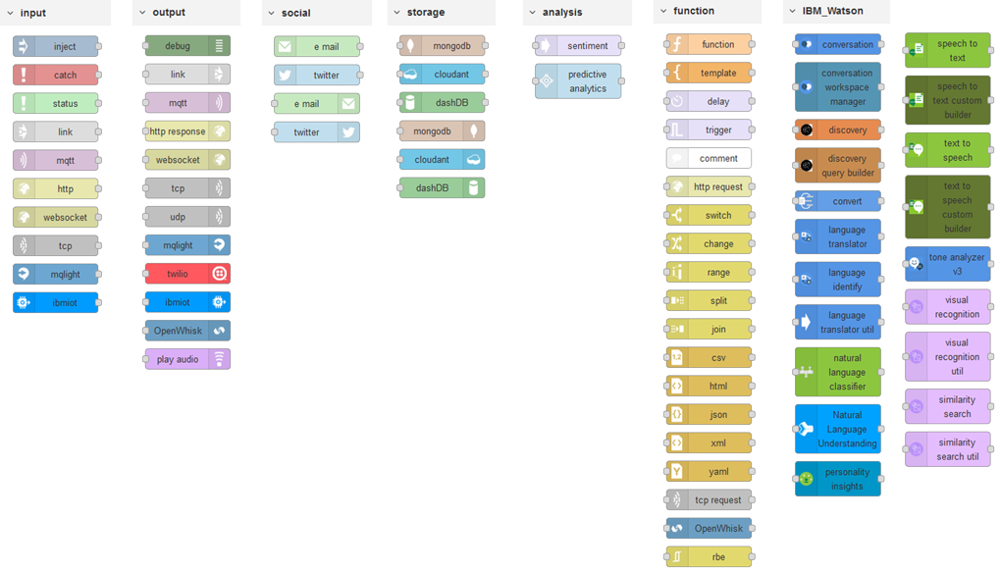 input
inject
catch
status
link
mqtt
http
websocket
tcp
mqlight
ibmiot
output
debug
link
mqtt
http response
websocket
tcp
udp
mqlight
twilio
ibmiot
OpenWhisk
play audio
social
e mail
twitter
e mail
twitter
storage
mongodb
cloudant
dashDB
mongodb
cloudant
dashDB
analysis
sentiment
predictive
analytics
function
function
template
delay
trigger
comment
http request
switch
change
range
split
join
csv
html
json
xml
yaml
tcp request
OpenWhisk
rbe
IBM_Watson
conversation
conversation
workspace
manager
discovery
discovery
query builder
convert
language
translator
language
identify
language
translator util
natural
language
classifier
Natural
Language
Understanding
personality
insights
speech to
text
speech to
text custom
builder
text to
speech
text to
speech
custom
builder
tone analyzer
v3
visual
recognition
visual
recognition
util
similarity
search
similarity
search util